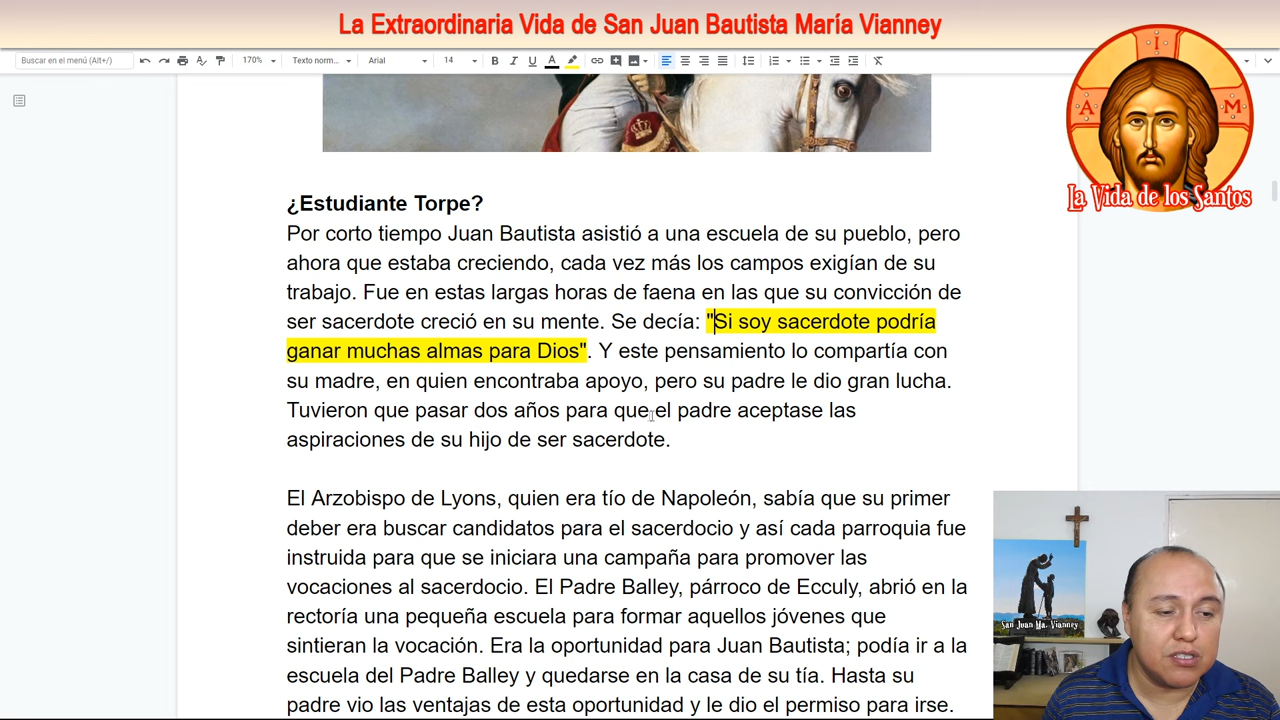 La Extraordinaria Vida de San Juan Bautista María Vianney
Buscar en el menú (Alt+/)
170%
Texto norm...
Arial
14
B I U A
I
A M
La Vida de los Santos
¿Estudiante Torpe?
Por corto tiempo Juan Bautista asistió a una escuela de su pueblo, pero
ahora que estaba creciendo, cada vez más los campos exigían de su
trabajo. Fue en estas largas horas de faena en las que su convicción de
ser sacerdote creció en su mente. Se decía: "Si soy sacerdote podría
ganar muchas almas para Dios". Y este pensamiento lo compartía con
su madre, en quien encontraba apoyo, pero su padre le dio gran lucha.
Tuvieron que pasar dos años para que el padre aceptase las
aspiraciones de su hijo de ser sacerdote.
El Arzobispo de Lyons, quien era tío de Napoleón, sabía que su primer
deber era buscar candidatos para el sacerdocio y así cada parroquia fue
instruida para que se iniciara una campaña para promover las
vocaciones al sacerdocio. El Padre Balley, párroco de Ecculy, abrió en la
rectoría una pequeña escuela para formar aquellos jóvenes que
sintieran la vocación. Era la oportunidad para Juan Bautista; podía ir a la
escuela del Padre Balley y quedarse en la casa de su tía. Hasta su
padre vio las ventajas de esta oportunidad y le dio el permiso para irse.
San Juan Ma. Vianney